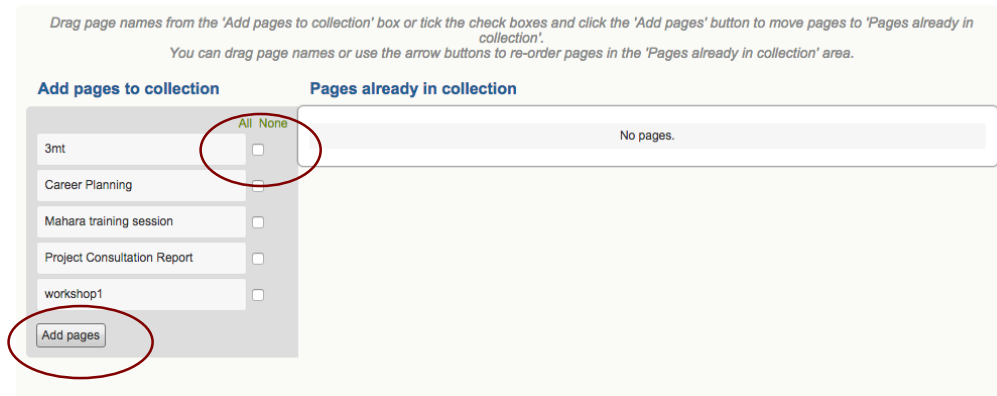 Drag page names from the 'Add pages to collection' box or tick the check boxes and click the 'Add pages' button to move pages to 'Pages already in
collection'.
You can drag page names or use the arrow buttons to re-order pages in the 'Pages already in collection' area.
Add pages to collection
Pages already in collection
All None
No pages.
3mt
Career Planning
Mahara training session
Project Consultation Report
workshop1
Add pages